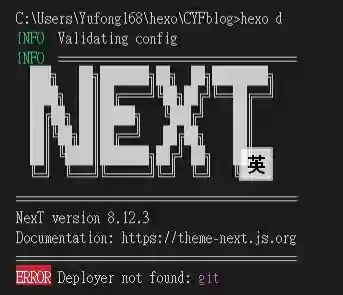 C:\Users\Yufong168\hexo\CYFblog>hexo d
INFO  Validating config
INFO  ==============================
NEXT
英
========================================
NexT version 8.12.3
Documentation: https://theme-next.js.org
========================================
ERROR Deployer not found: git